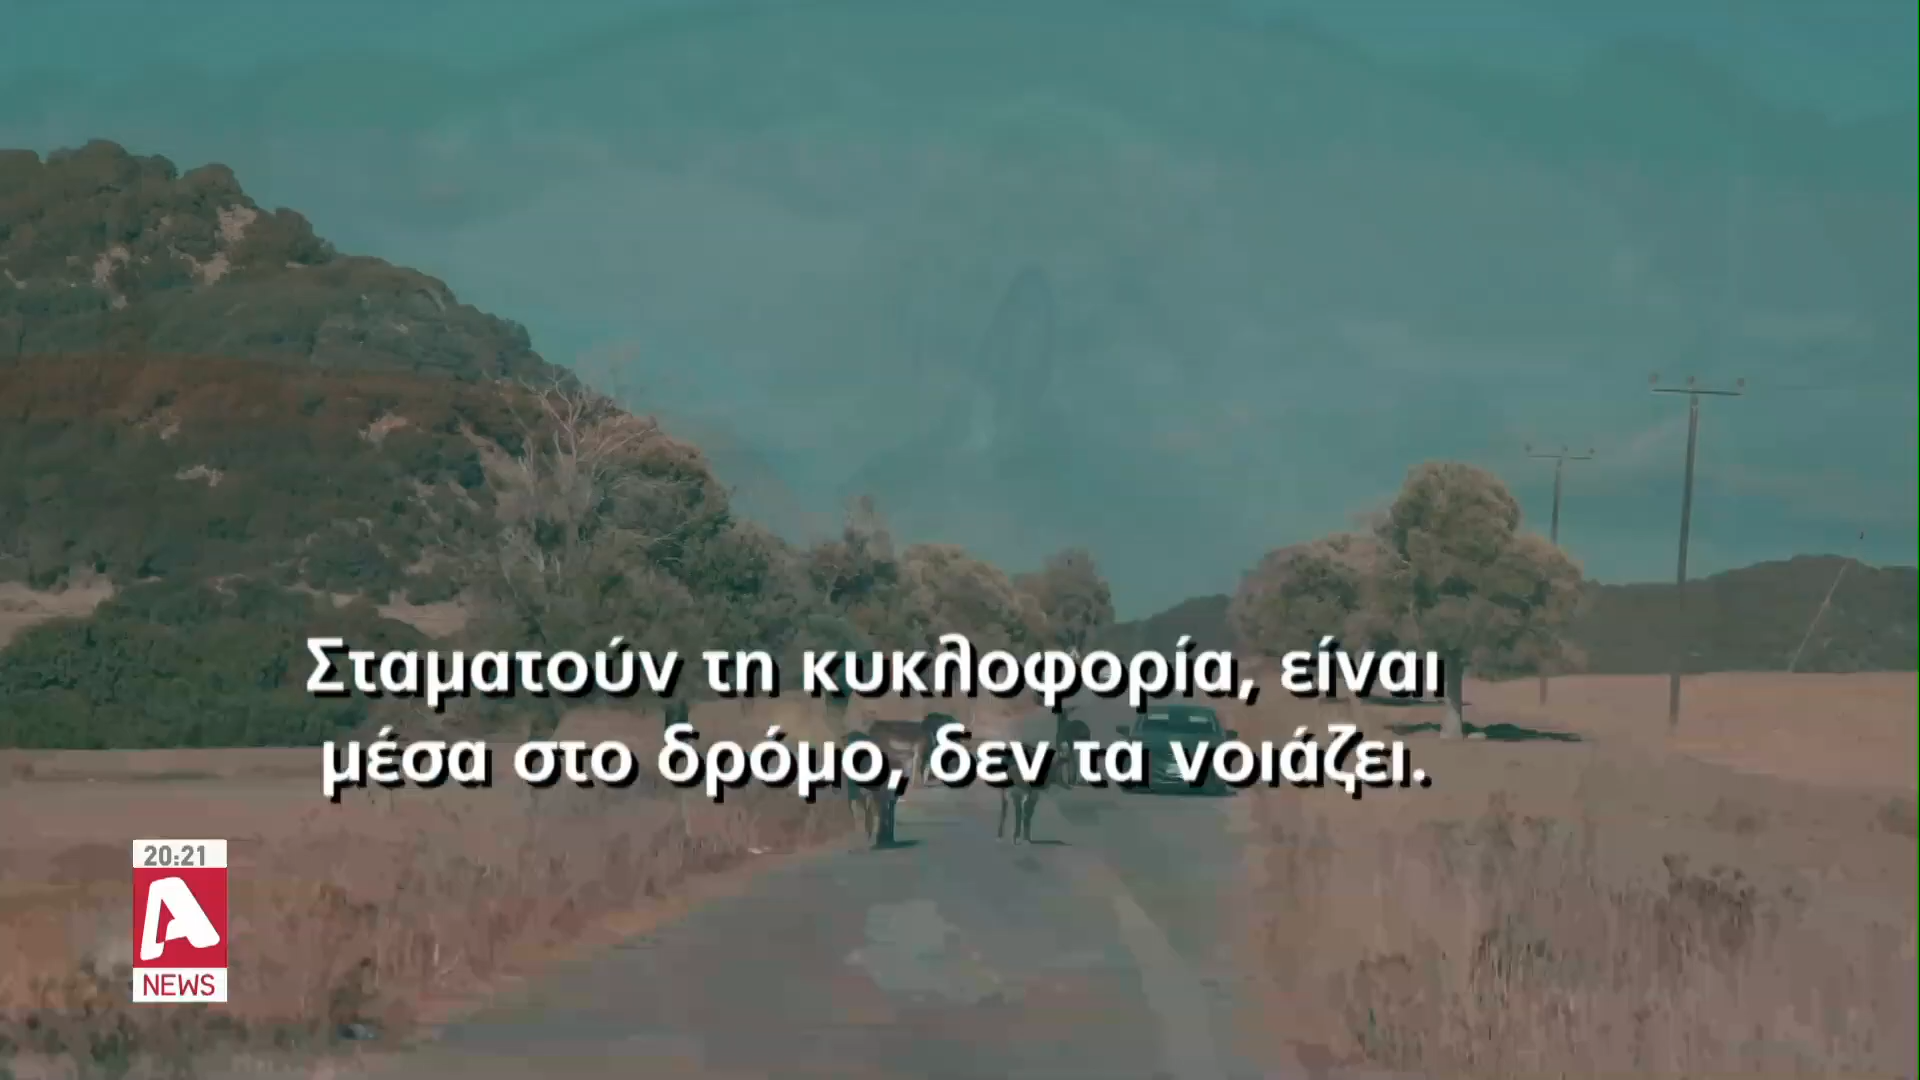 Σταματούν τη κυκλοφορία, είναι
μέσα στο δρόμο, δεν τα νοιάζει.
20:21
A
NEWS